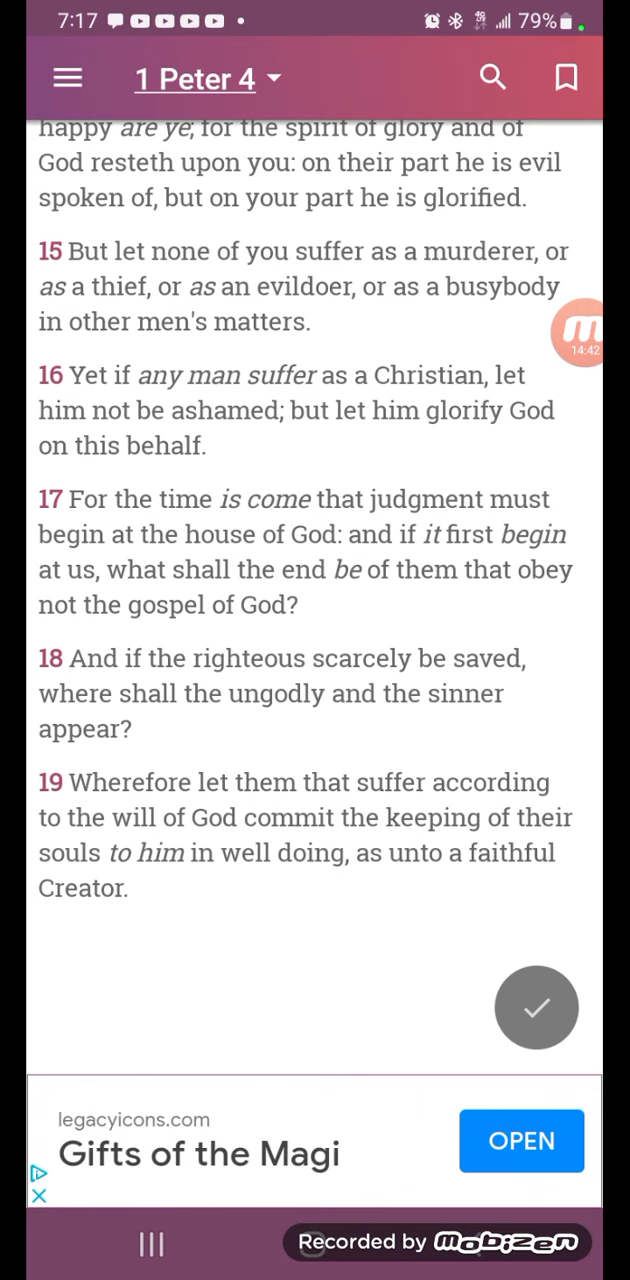 7:17 79%
1 Peter 4
happy are ye; for the spirit of glory and of
God resteth upon you: on their part he is evil
spoken of, but on your part he is glorified.
15 But let none of you suffer as a murderer, or
as a thief, or as an evildoer, or as a busybody
in other men's matters.
14:42
16 Yet if any man suffer as a Christian, let
him not be ashamed; but let him glorify God
on this behalf.
17 For the time is come that judgment must
begin at the house of God: and if it first begin
at us, what shall the end be of them that obey
not the gospel of God?
18 And if the righteous scarcely be saved,
where shall the ungodly and the sinner
appear?
19 Wherefore let them that suffer according
to the will of God commit the keeping of their
souls to him in well doing, as unto a faithful
Creator.
legacyicons.com
Gifts of the Magi
OPEN
Recorded by mobizen